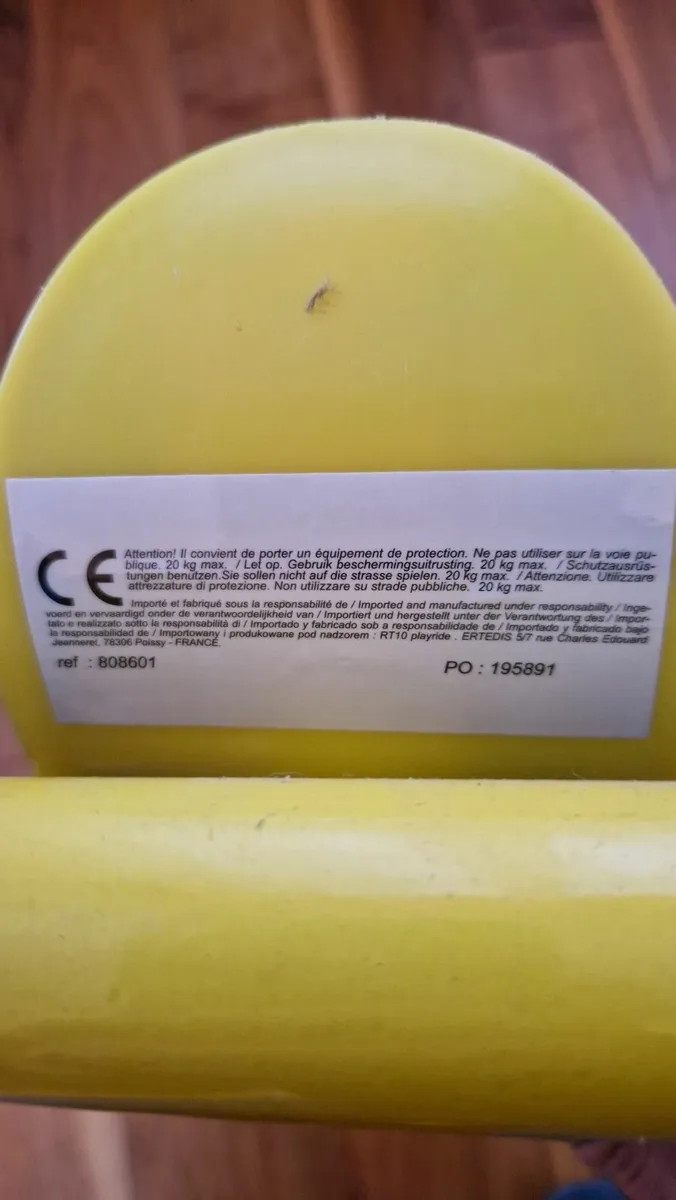 CE
Attention! Il convient de porter un équipement de protection. Ne pas utiliser sur la voie pu-
blique. 20 kg max. / Let op. Gebruik beschermingsuitrusting. 20 kg max. / Schutzausrüs-
tungen benutzen.Sie sollen nicht auf die strasse spielen. 20 kg max. / Attenzione. Utilizzare
attrezzature di protezione. Non utilizzare su strade pubbliche. 20 kg max.
Importé et fabriqué sous la responsabilité de / Imported and manufactured under responsability / Inge-
voerd en vervaardigd onder de verantwoordelijkheid van / Importiert und hergestellt unter der Verantwortung des / Impor-
tato e realizzato sotto la responsabilità di / Importado y fabricado sob a responsabilidade de / Importado y fabricado bajo
la responsabilidad de / Importowany i produkowane pod nadzorem : RT10 playride . ERTEDIS 5/7 rue Charles Edouard
Jeanneret, 78306 Poissy - FRANCE.
ref : 808601
PO : 195891